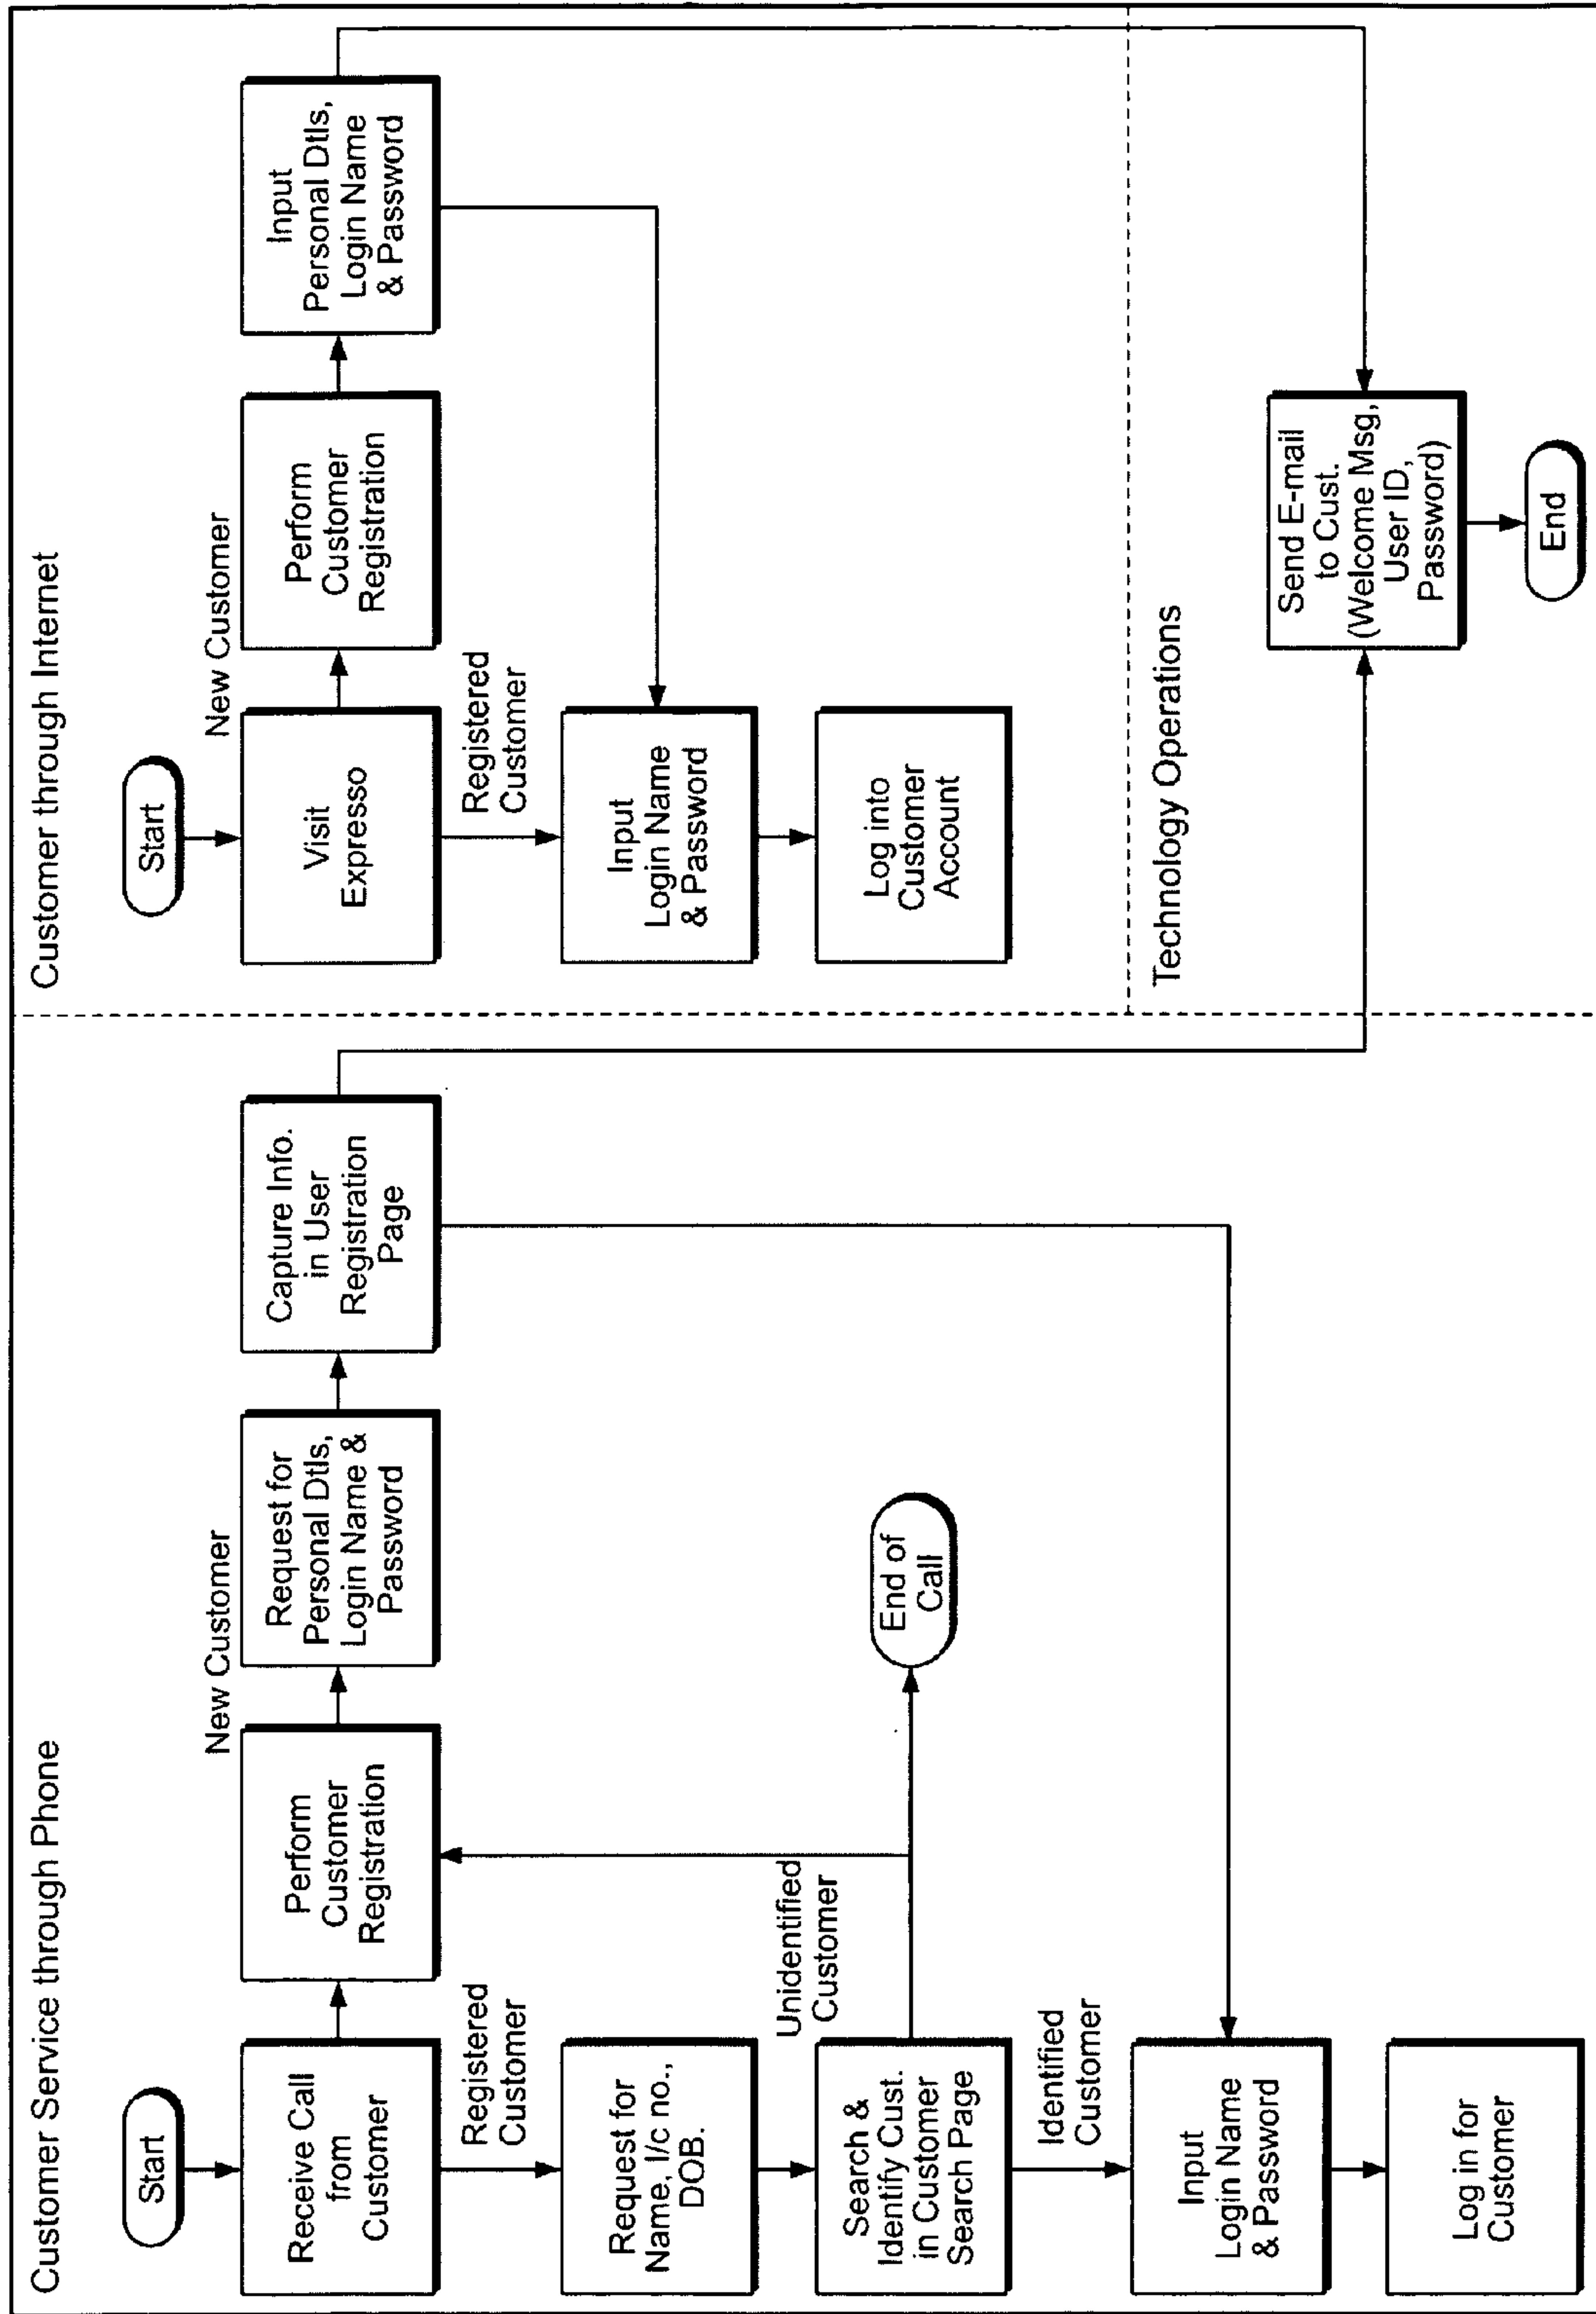 Customer Service through Phone
Start
Receive Call
from
Customer
Perform
Customer
Registration
New Customer
Request for
Personal Dtls,
Login Name &
Password
Capture Info.
in User
Registration
Page
Registered
Customer
Request for
Name, I/c no.,
DOB.
Search &
Identify Cust.
in Customer
Search Page
Unidentified
Customer
End of
Call
Identified
Customer
Input
Login Name
& Password
Log in for
Customer
Customer through Internet
Start
Visit
Expresso
New Customer
Perform
Customer
Registration
Input
Personal Dtls,
Login Name
& Password
Registered
Customer
Input
Login Name
& Password
Log into
Customer
Account
Technology Operations
Send E-mail
to Cust.
(Welcome Msg,
User ID,
Password)
End